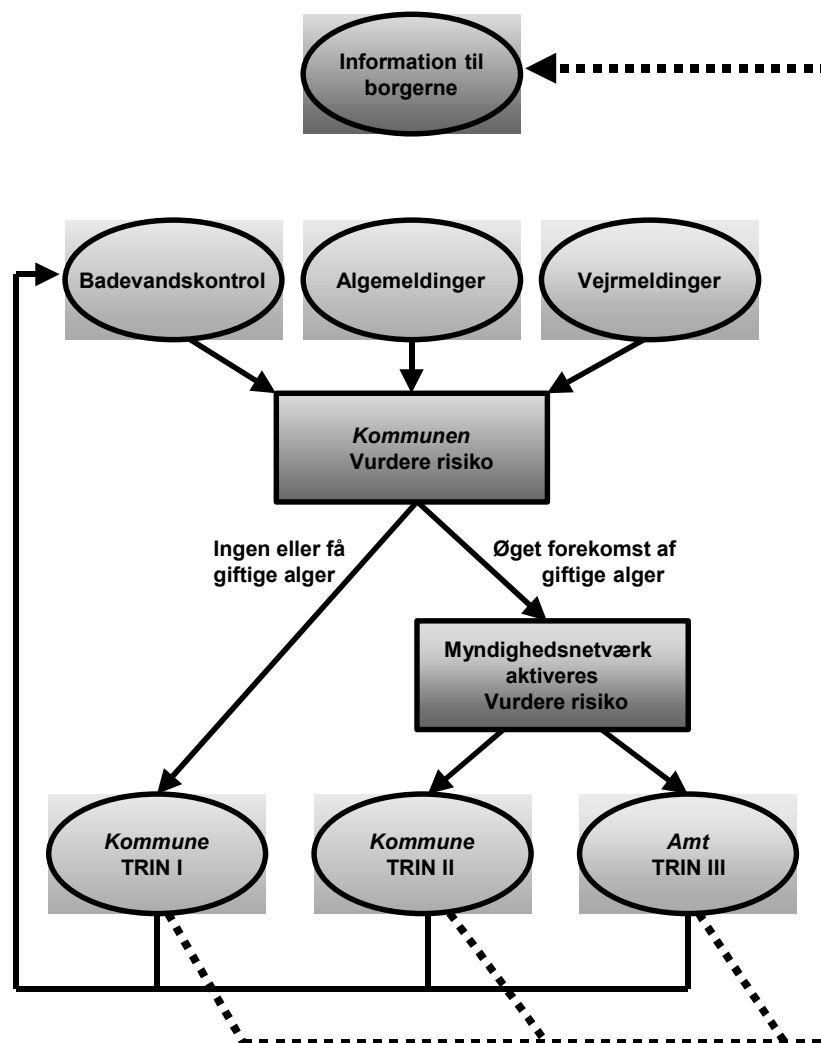 Information til
borgerne
Badevandskontrol
Algemeldinger
Vejrmeldinger
Kommunen
Vurdere risiko
Ingen eller få
giftige alger
Øget forekomst af
giftige alger
Myndighedsnetværk
aktiveres
Vurdere risiko
Kommune
TRIN I
Kommune
TRIN II
Amt
TRIN III